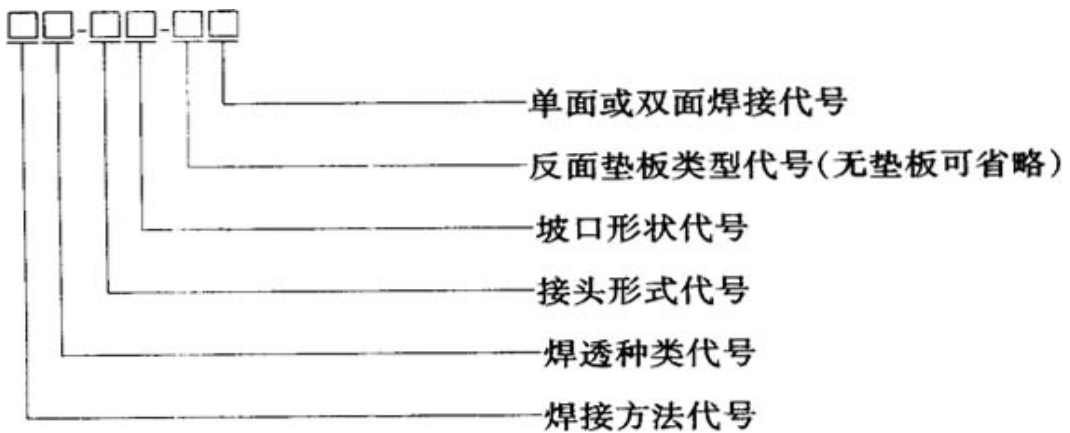 □□-□□-□□
单面或双面焊接代号
反面垫板类型代号(无垫板可省略)
坡口形状代号
接头形式代号
焊透种类代号
焊接方法代号